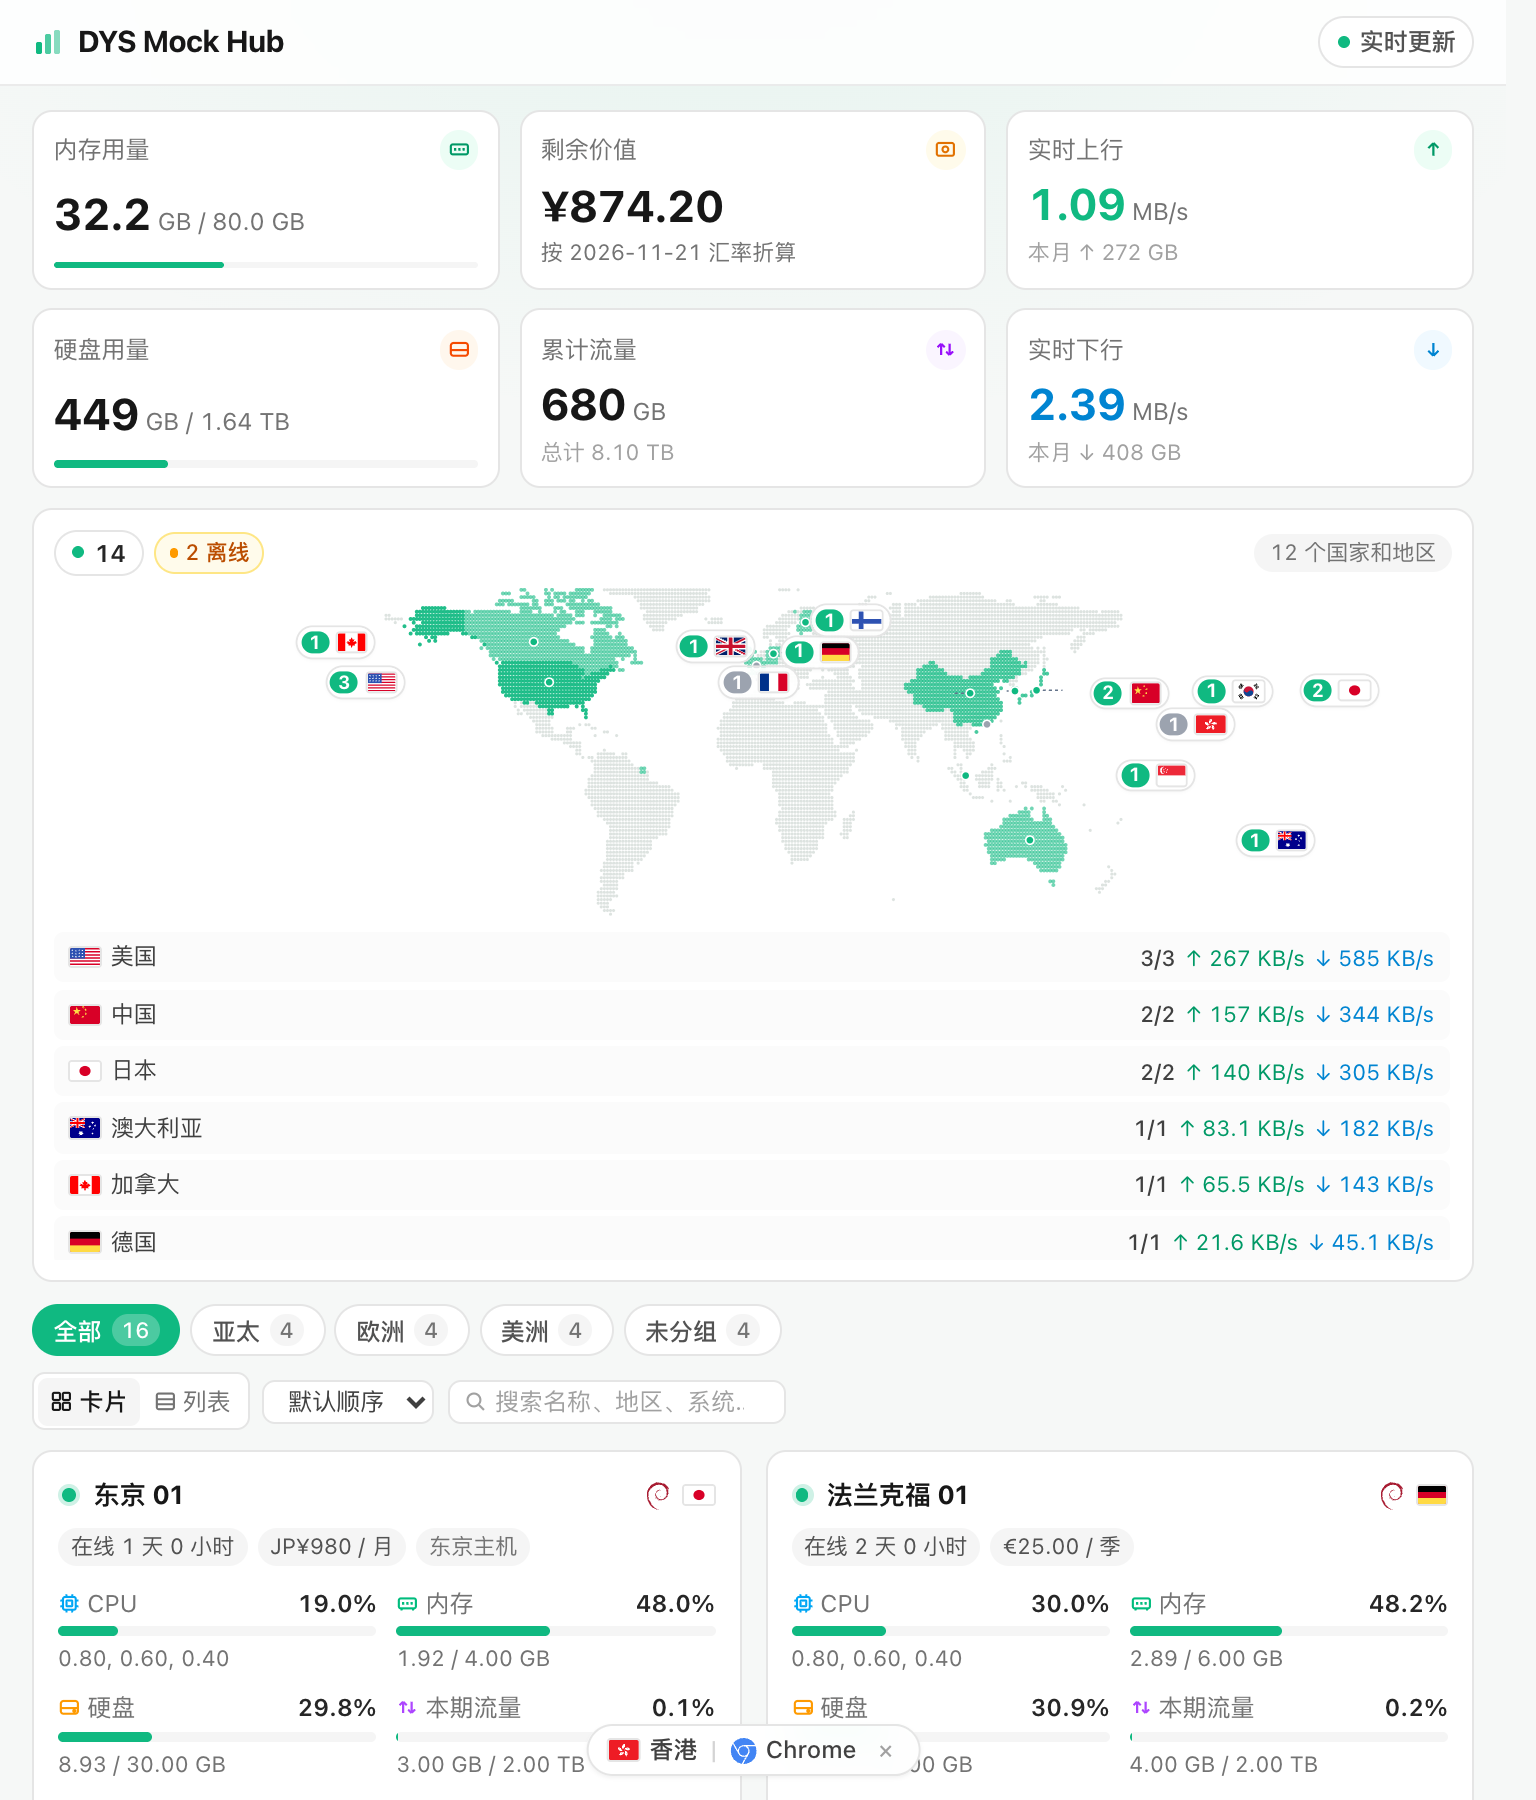 DYS Mock Hub
实时更新
内存用量
32.2 GB / 80.0 GB
剩余价值
¥874.20
按 2026-11-21 汇率折算
实时上行
1.09 MB/s
本月 ↑ 272 GB
硬盘用量
449 GB / 1.64 TB
累计流量
680 GB
总计 8.10 TB
实时下行
2.39 MB/s
本月 ↓ 408 GB
14
2 离线
12 个国家和地区
1
3
1
1
1
1
2
1
2
1
1
1
美国 3/3 ↑ 267 KB/s ↓ 585 KB/s
中国 2/2 ↑ 157 KB/s ↓ 344 KB/s
日本 2/2 ↑ 140 KB/s ↓ 305 KB/s
澳大利亚 1/1 ↑ 83.1 KB/s ↓ 182 KB/s
加拿大 1/1 ↑ 65.5 KB/s ↓ 143 KB/s
德国 1/1 ↑ 21.6 KB/s ↓ 45.1 KB/s
全部 16 亚太 4 欧洲 4 美洲 4 未分组 4
卡片 列表 默认顺序 搜索名称、地区、系统..
东京 01
在线 1 天 0 小时 JP¥980 / 月 东京主机
CPU 19.0% 内存 48.0%
0.80, 0.60, 0.40 1.92 / 4.00 GB
硬盘 29.8% 本期流量 0.1%
8.93 / 30.00 GB 3.00 GB / 2.00 TB
法兰克福 01
在线 2 天 0 小时 €25.00 / 季
CPU 30.0% 内存 48.2%
0.80, 0.60, 0.40 2.89 / 6.00 GB
硬盘 30.9% 本期流量 0.2%
GB 4.00 GB / 2.00 TB
香港 | Chrome ×